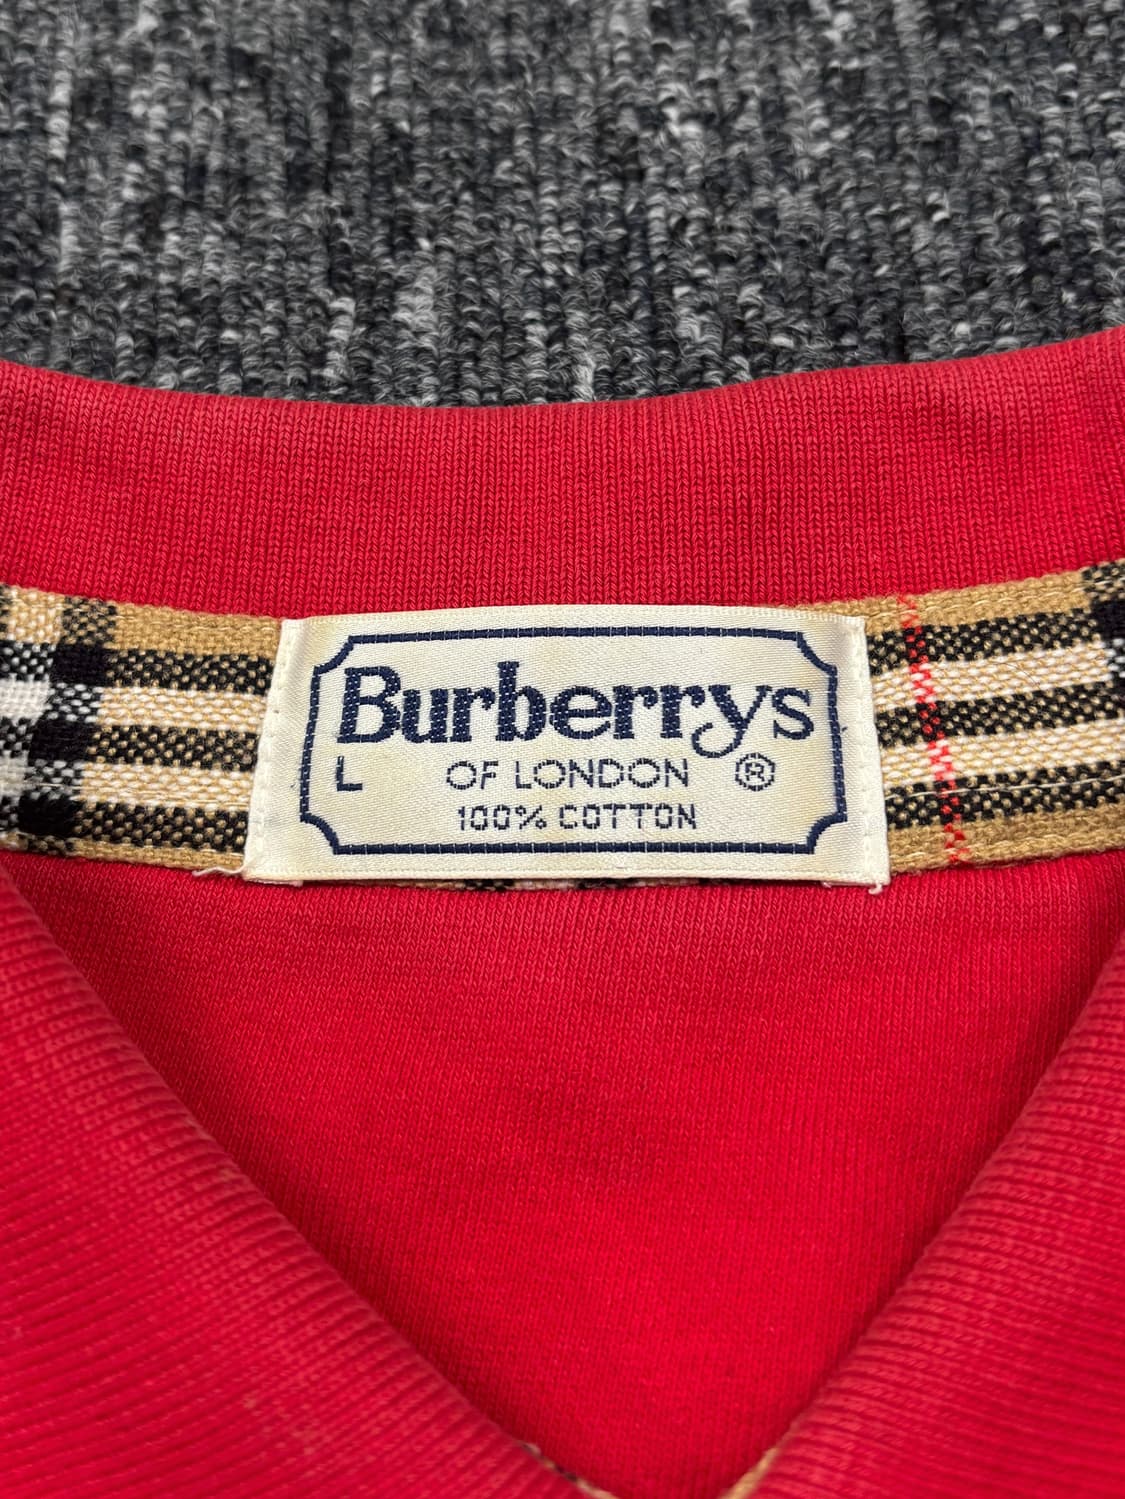 Burberrys
L OF LONDON ®
100% COTTON